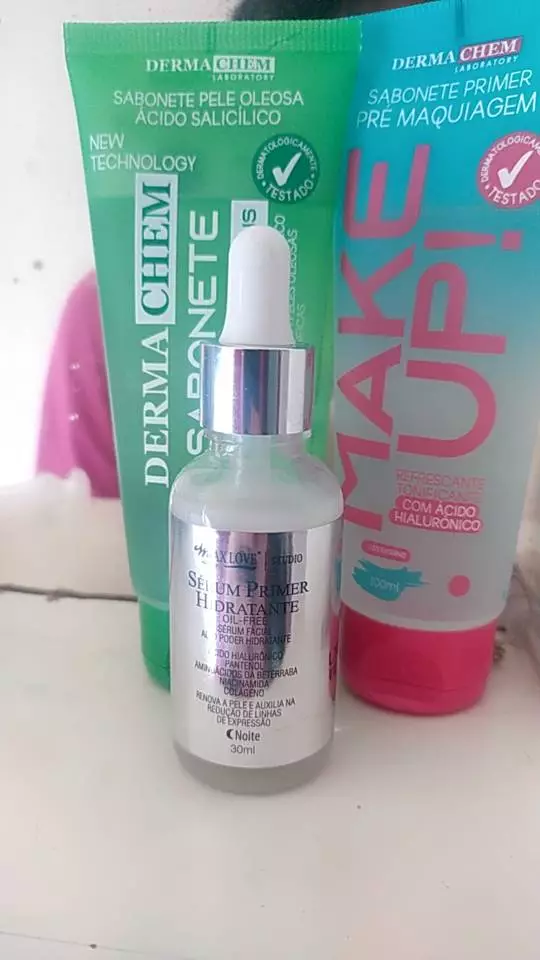 DERMA CHEM
LABORATORY
SABONETE PELE OLEOSA
ÁCIDO SALICÍLICO
NEW
TECHNOLOGY
DERMATOLOGICAMENTE
TESTADO
DERMA CHEM
SABONETE
DERMA CHEM
LABORATORY
SABONETE PRIMER
PRÉ MAQUIAGEM
DERMATOLOGICAMENTE
TESTADO
MAKE
UP!
REFRESCANTE
TONIFICANTE
COM ÁCIDO
HIALURÔNICO
100ml
MAXLOVE STUDIO
SÉRUM PRIMER
HIDRATANTE
OIL-FREE
SÉRUM FACIAL
ALTO PODER HIDRATANTE
ÁCIDO HIALURÔNICO
PANTENOL
AMINOÁCIDOS DA BETERRABA
NIACINAMIDA
COLÁGENO
RENOVA A PELE E AUXILIA NA
REDUÇÃO DE LINHAS
DE EXPRESSÃO
Noite
30ml